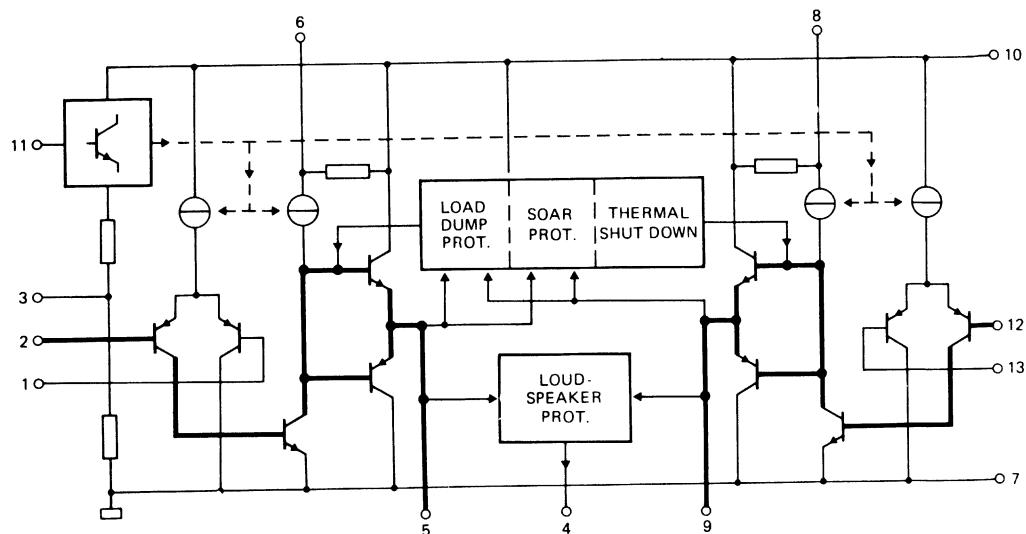 6
8
10
11
LOAD
DUMP
PROT.
SOAR
PROT.
THERMAL
SHUT DOWN
3
2
1
12
13
LOUD-
SPEAKER
PROT.
7
5
4
9